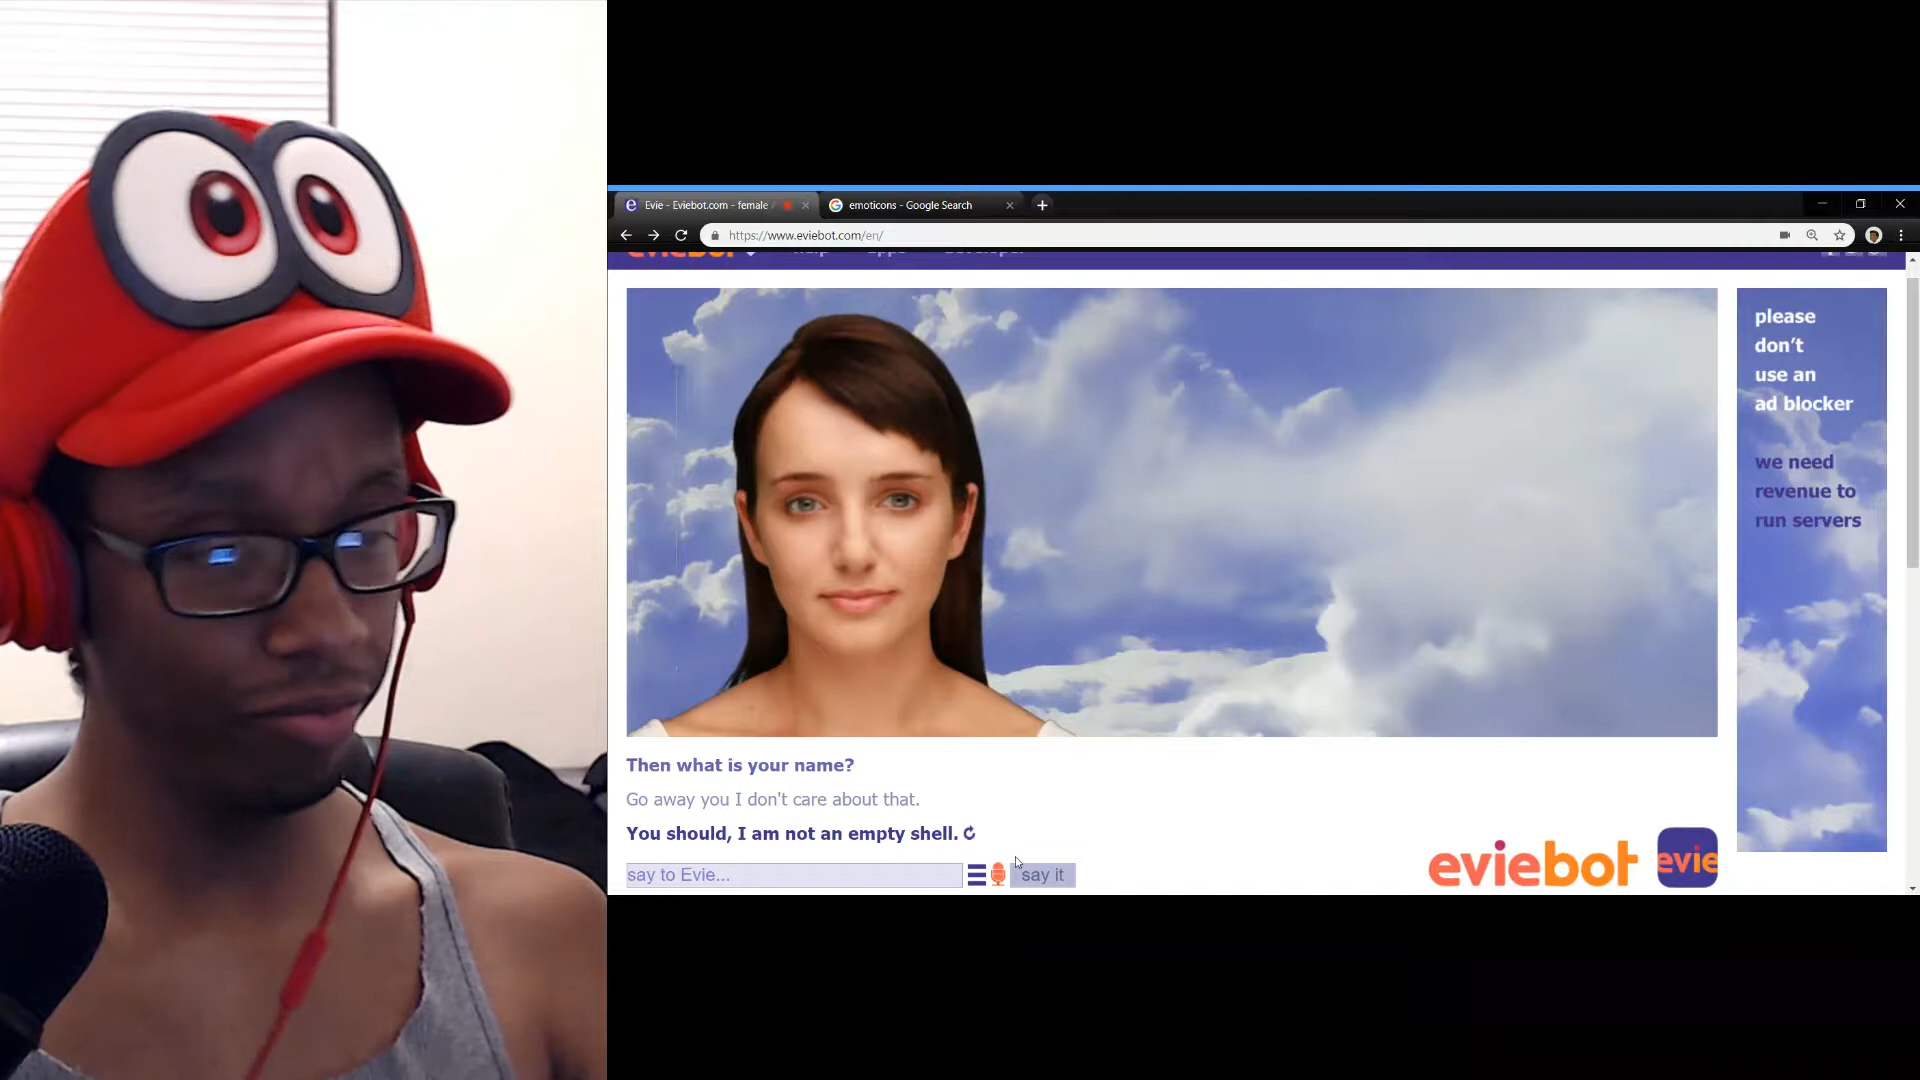 Evie - Eviebot.com - female
emoticons - Google Search
https://www.eviebot.com/en/
please
don't
use an
ad blocker
we need
revenue to
run servers
Then what is your name?
Go away you I don't care about that.
You should, I am not an empty shell.
say to Evie...
say it
eviebot
evie